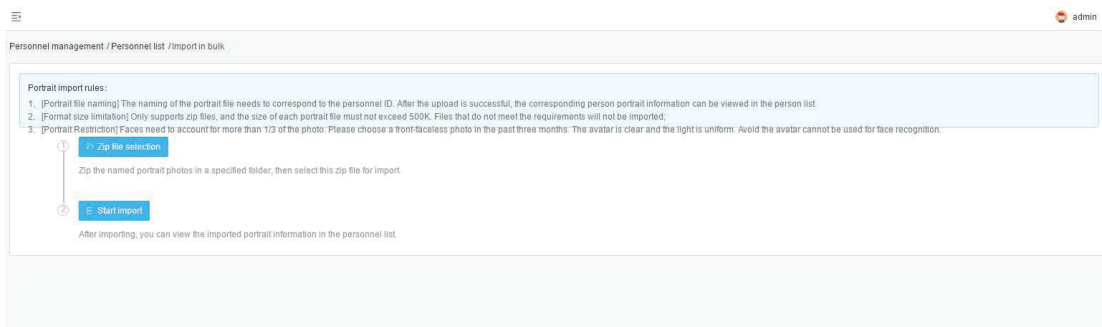 admin
Personnel management / Personnel list / Import in bulk
Portrait import rules:
1. [Portrait file naming] The naming of the portrait file needs to correspond to the personnel ID. After the upload is successful, the corresponding person portrait information can be viewed in the person list.
2. [Format size limitation] Only supports zip files, and the size of each portrait file must not exceed 500K. Files that do not meet the requirements will not be imported;
3. [Portrait Restriction] Faces need to account for more than 1/3 of the photo. Please choose a front-faceless photo in the past three months. The avatar is clear and the light is uniform. Avoid the avatar cannot be used for face recognition.
1 Zip file selection
Zip the named portrait photos in a specified folder, then select this zip file for import.
2 Start import
After importing, you can view the imported portrait information in the personnel list.